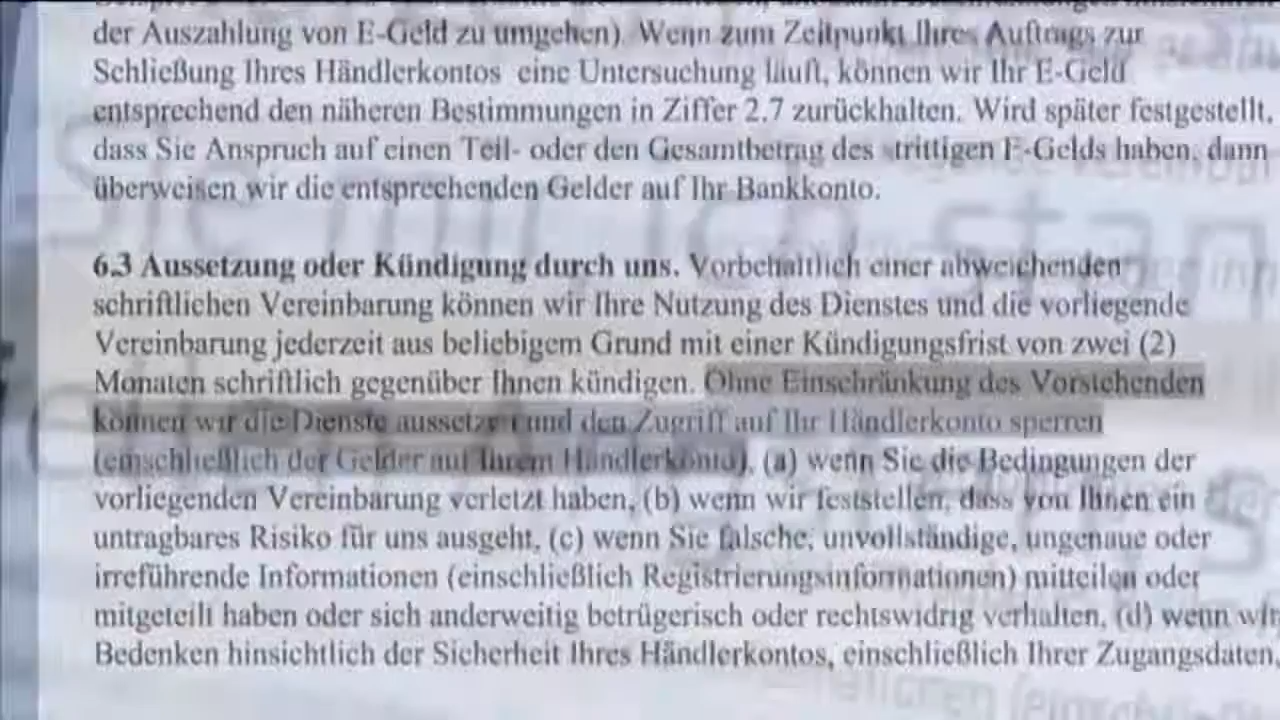 der Auszahlung von E-Geld zu umgehen). Wenn zum Zeitpunkt Ihres Auftrags zur
Schließung Ihres Händlerkontos eine Untersuchung läuft, können wir Ihr E-Geld
entsprechend den näheren Bestimmungen in Ziffer 2.7 zurückhalten. Wird später festgestellt,
dass Sie Anspruch auf einen Teil- oder den Gesamtbetrag des strittigen E-Gelds haben, dann
überweisen wir die entsprechenden Gelder auf Ihr Bankkonto.
6.3 Aussetzung oder Kündigung durch uns. Vorbehaltlich einer abweichenden
schriftlichen Vereinbarung können wir Ihre Nutzung des Dienstes und die vorliegende
Vereinbarung jederzeit aus beliebigem Grund mit einer Kündigungsfrist von zwei (2)
Monaten schriftlich gegenüber Ihnen kündigen. Ohne Einschränkung des Vorstehenden
können wir die Dienste aussetzen und den Zugriff auf Ihr Händlerkonto sperren
(einschließlich der Gelder auf Ihrem Händlerkonto), (a) wenn Sie die Bedingungen der
vorliegenden Vereinbarung verletzt haben, (b) wenn wir feststellen, dass von Ihnen ein
untragbares Risiko für uns ausgeht, (c) wenn Sie falsche, unvollständige, ungenaue oder
irreführende Informationen (einschließlich Registrierungsinformationen) mitteilen oder
mitgeteilt haben oder sich anderweitig betrügerisch oder rechtswidrig verhalten, (d) wenn wir
Bedenken hinsichtlich der Sicherheit Ihres Händlerkontos, einschließlich Ihrer Zugangsdaten,